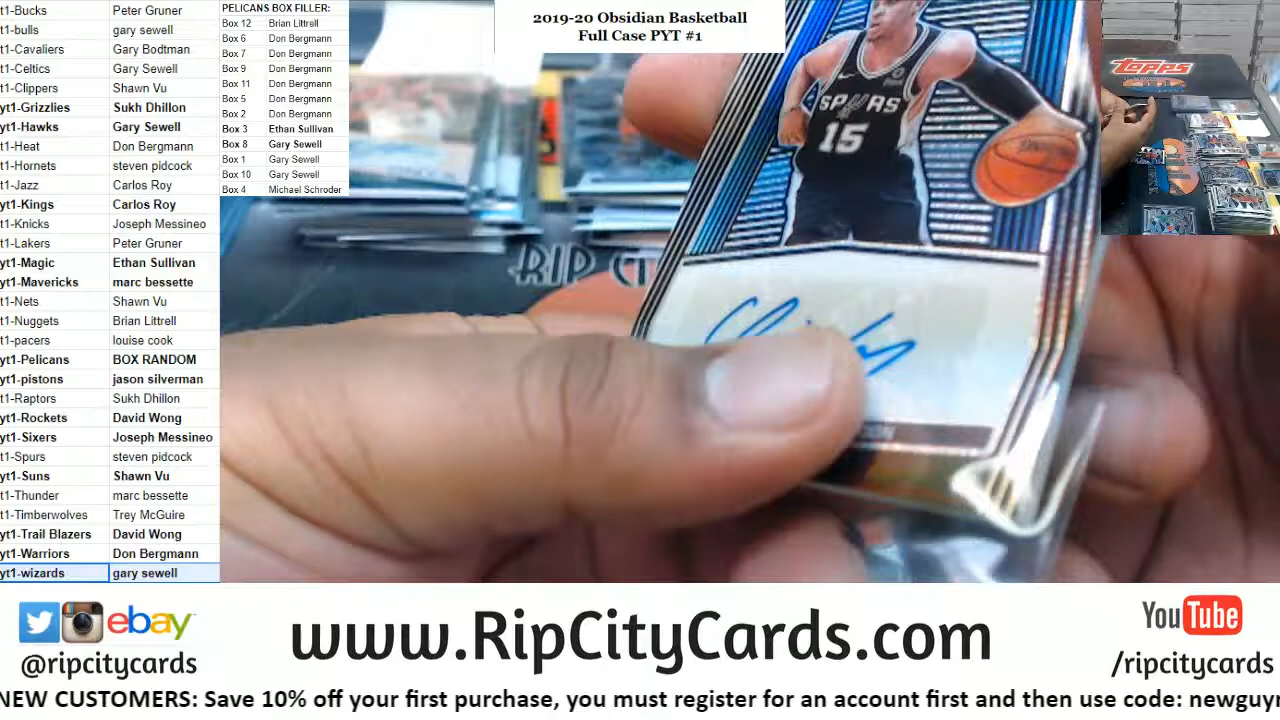 t1-Bucks Peter Gruner
t1-bulls gary sewell
t1-Cavaliers Gary Bodtman
t1-Celtics Gary Sewell
t1-Clippers Shawn Vu
yt1-Grizzlies Sukh Dhillon
yt1-Hawks Gary Sewell
t1-Heat Don Bergmann
t1-Hornets steven pidcock
t1-Jazz Carlos Roy
yt1-Kings Carlos Roy
t1-Knicks Joseph Messineo
t1-Lakers Peter Gruner
yt1-Magic Ethan Sullivan
yt1-Mavericks marc bessette
t1-Nets Shawn Vu
t1-Nuggets Brian Littrell
t1-pacers louise cook
yt1-Pelicans BOX RANDOM
yt1-pistons jason silverman
t1-Raptors Sukh Dhillon
yt1-Rockets David Wong
yt1-Sixers Joseph Messineo
t1-Spurs steven pidcock
yt1-Suns Shawn Vu
t1-Thunder marc bessette
t1-Timberwolves Trey McGuire
yt1-Trail Blazers David Wong
yt1-Warriors Don Bergmann
yt1-wizards gary sewell
PELICANS BOX FILLER:
Box 12 Brian Littrell
Box 6 Don Bergmann
Box 7 Don Bergmann
Box 9 Don Bergmann
Box 11 Don Bergmann
Box 5 Don Bergmann
Box 2 Don Bergmann
Box 3 Ethan Sullivan
Box 8 Gary Sewell
Box 1 Gary Sewell
Box 10 Gary Sewell
Box 4 Michael Schroder
2019-20 Obsidian Basketball
Full Case PYT #1
SPURS
15
RIP CI
TOPPS
ebay
@ripcitycards
www.RipCityCards.com
YouTube
/ripcitycards
NEW CUSTOMERS: Save 10% off your first purchase, you must register for an account first and then use code: newguy